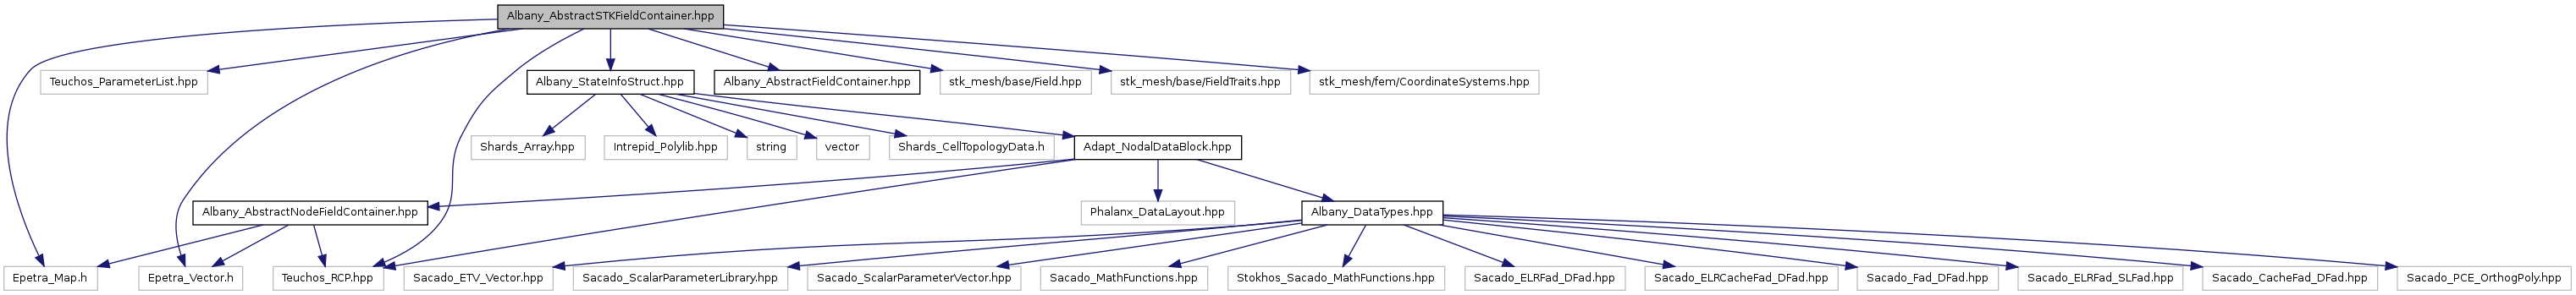 Albany_AbstractSTKFieldContainer.hpp
Teuchos_ParameterList.hpp
Albany_StateInfoStruct.hpp
Albany_AbstractFieldContainer.hpp
stk_mesh/base/Field.hpp
stk_mesh/base/FieldTraits.hpp
stk_mesh/fem/CoordinateSystems.hpp
Shards_Array.hpp
Intrepid_Polylib.hpp
string
vector
Shards_CellTopologyData.h
Adapt_NodalDataBlock.hpp
Albany_AbstractNodeFieldContainer.hpp
Phalanx_DataLayout.hpp
Albany_DataTypes.hpp
Epetra_Map.h
Epetra_Vector.h
Teuchos_RCP.hpp
Sacado_ETV_Vector.hpp
Sacado_ScalarParameterLibrary.hpp
Sacado_ScalarParameterVector.hpp
Sacado_MathFunctions.hpp
Stokhos_Sacado_MathFunctions.hpp
Sacado_ELRFad_DFad.hpp
Sacado_ELRCacheFad_DFad.hpp
Sacado_Fad_DFad.hpp
Sacado_ELRFad_SLFad.hpp
Sacado_CacheFad_DFad.hpp
Sacado_PCE_OrthogPoly.hpp